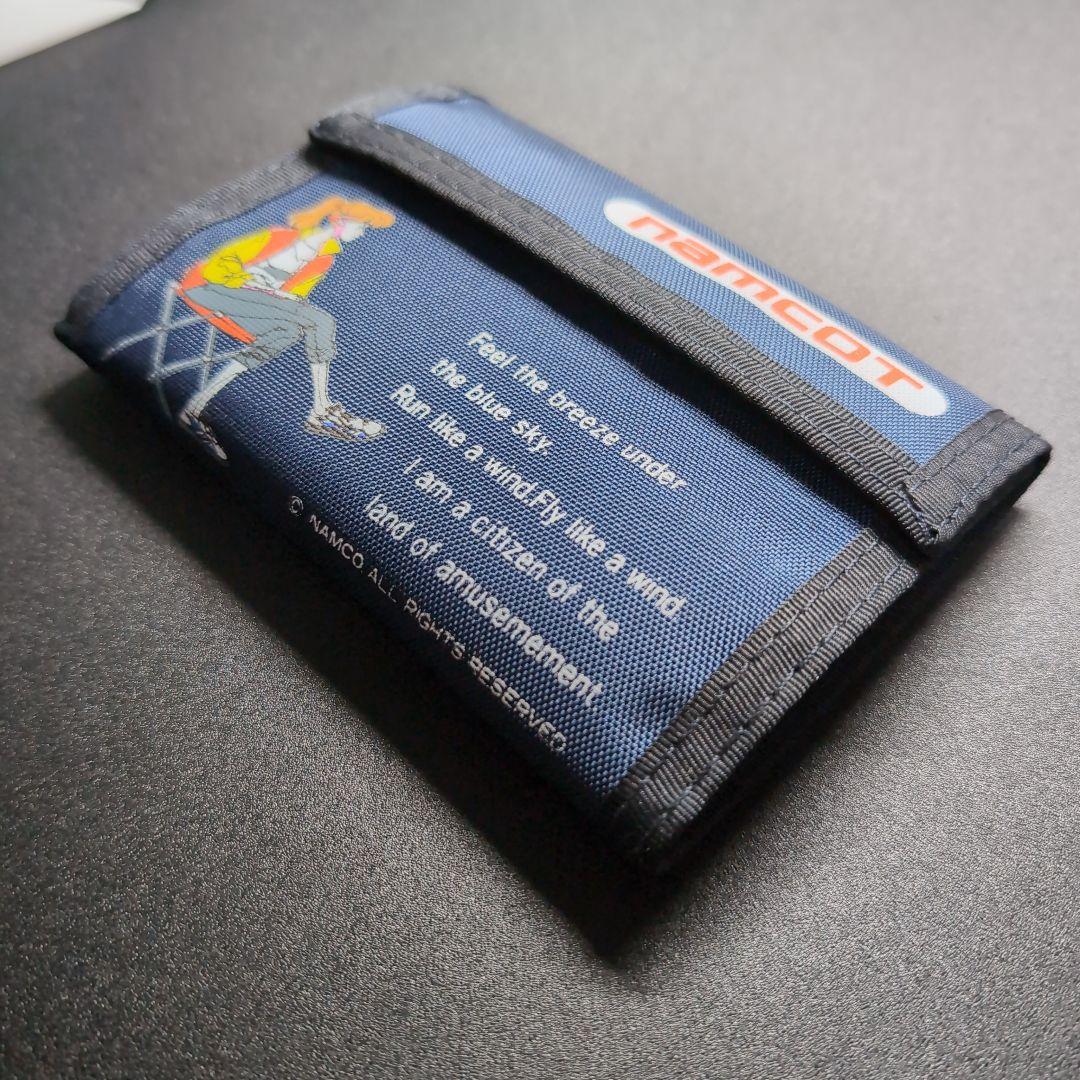 namcot
Feel the breeze under
the blue sky.
Run like a wind.Fly like a wind
I am a citizen of the
land of amusemement
© NAMCO ALL RIGHTS RESERVED